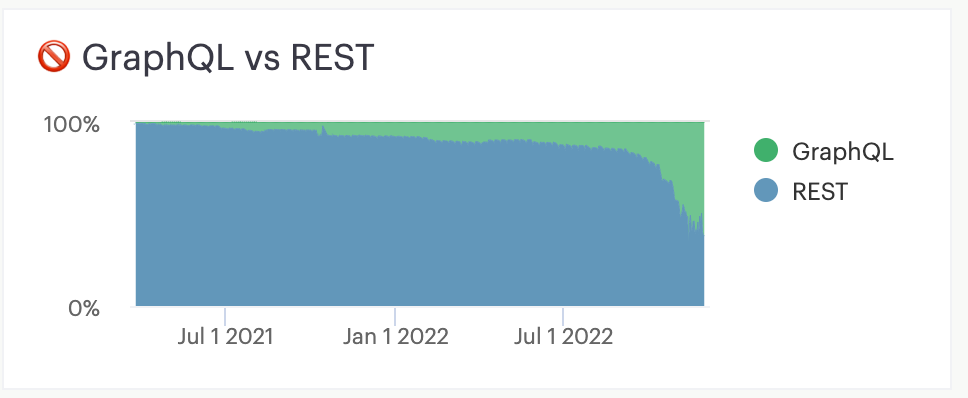 🚫 GraphQL vs REST
100%
GraphQL
REST
0%
Jul 1 2021 Jan 1 2022 Jul 1 2022